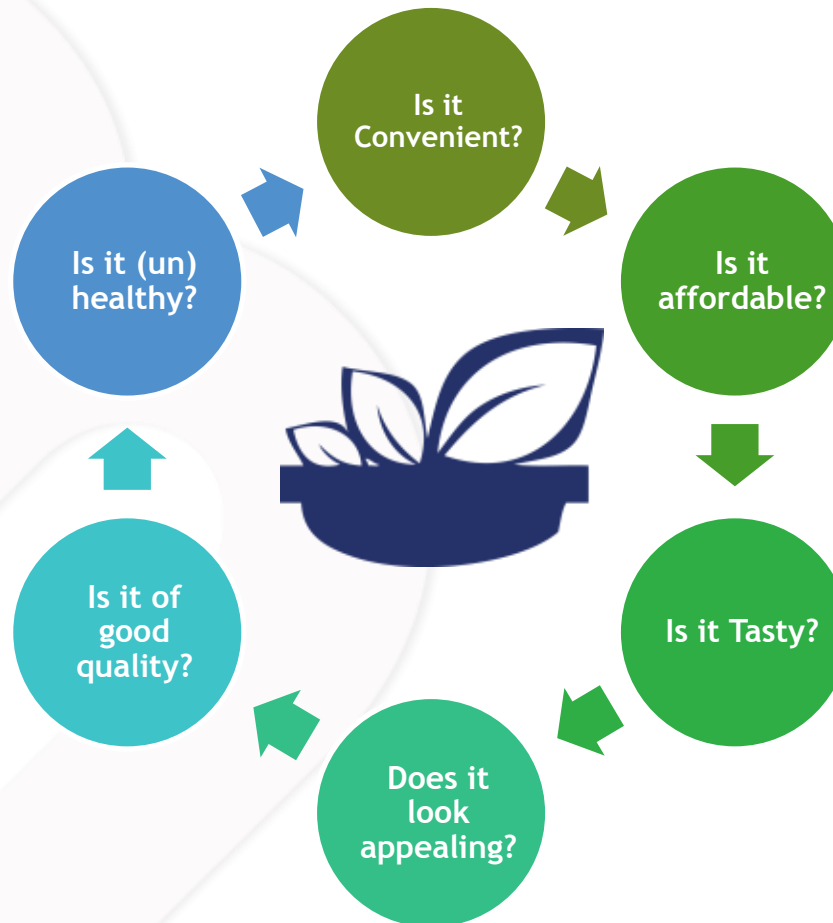 Is it
Convenient?
Is it
affordable?
Is it Tasty?
Does it
look
appealing?
Is it of
good
quality?
Is it (un)
healthy?